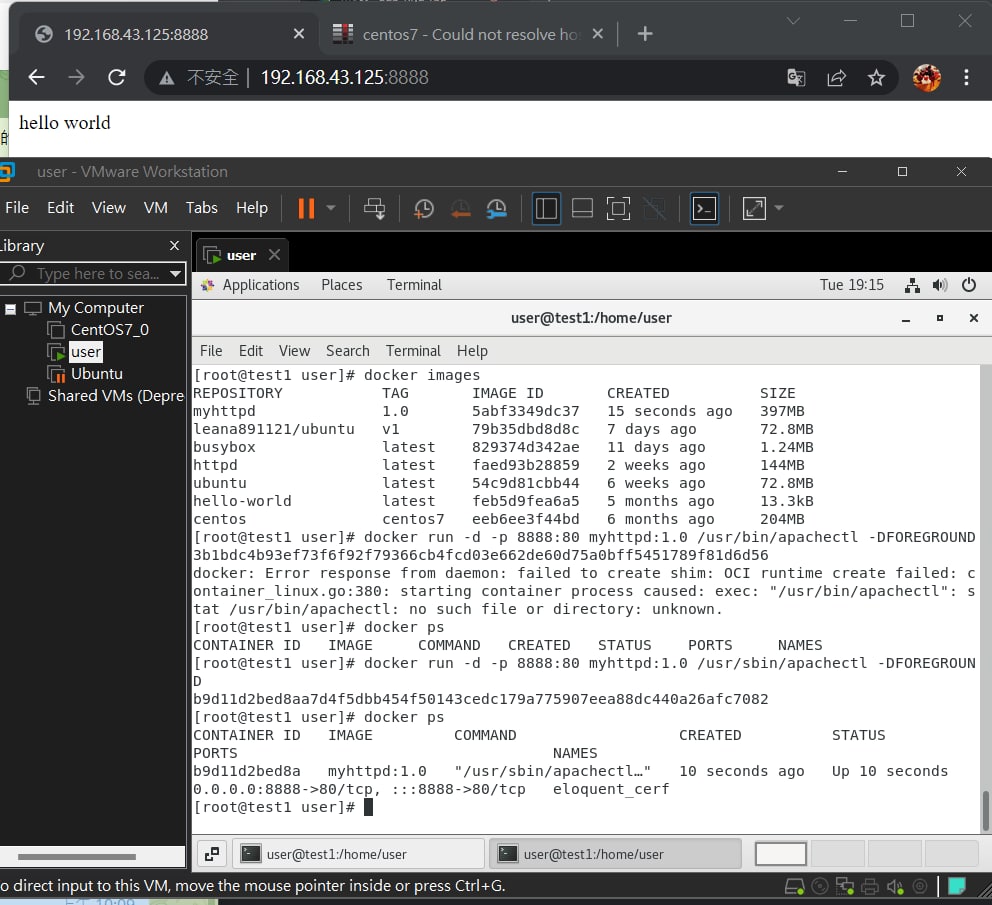 192.168.43.125:8888
centos7 - Could not resolve hos
不安全 | 192.168.43.125:8888
hello world
的
user - VMware Workstation
File Edit View VM Tabs Help
Library
Type here to sea...
My Computer
CentOS7_0
user
Ubuntu
Shared VMs (Depre
user
Applications Places Terminal Tue 19:15
user@test1:/home/user
File Edit View Search Terminal Help
[root@test1 user]# docker images
REPOSITORY TAG IMAGE ID CREATED SIZE
myhttpd 1.0 5abf3349dc37 15 seconds ago 397MB
leana891121/ubuntu v1 79b35dbd8d8c 7 days ago 72.8MB
busybox latest 829374d342ae 11 days ago 1.24MB
httpd latest faed93b28859 2 weeks ago 144MB
ubuntu latest 54c9d81cbb44 6 weeks ago 72.8MB
hello-world latest feb5d9fea6a5 5 months ago 13.3kB
centos centos7 eeb6ee3f44bd 6 months ago 204MB
[root@test1 user]# docker run -d -p 8888:80 myhttpd:1.0 /usr/bin/apachectl -DFOREGROUND
3b1bdc4b93ef73f6f92f79366cb4fcd03e662de60d75a0bff5451789f81d6d56
docker: Error response from daemon: failed to create shim: OCI runtime create failed: c
ontainer_linux.go:380: starting container process caused: exec: "/usr/bin/apachectl": s
tat /usr/bin/apachectl: no such file or directory: unknown.
[root@test1 user]# docker ps
CONTAINER ID IMAGE COMMAND CREATED STATUS PORTS NAMES
[root@test1 user]# docker run -d -p 8888:80 myhttpd:1.0 /usr/sbin/apachectl -DFOREGROUN
D
b9d11d2bed8aa7d4f5dbb454f50143cedc179a775907eea88dc440a26afc7082
[root@test1 user]# docker ps
CONTAINER ID IMAGE COMMAND CREATED STATUS
PORTS NAMES
b9d11d2bed8a myhttpd:1.0 "/usr/sbin/apachectl…" 10 seconds ago Up 10 seconds
0.0.0.0:8888->80/tcp, :::8888->80/tcp eloquent_cerf
[root@test1 user]#
user@test1:/home/user
user@test1:/home/user
o direct input to this VM, move the mouse pointer inside or press Ctrl+G.